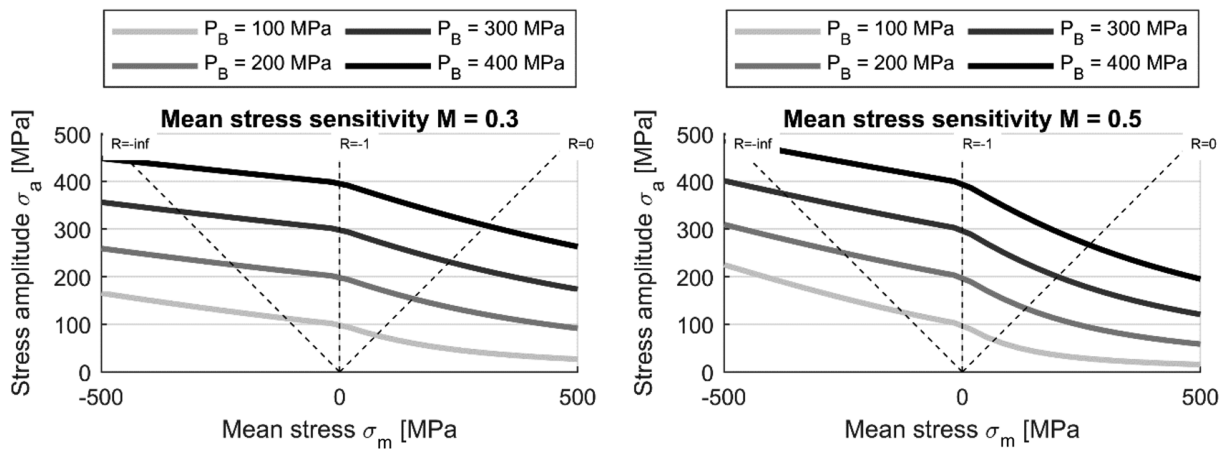 P_B = 100 MPa P_B = 300 MPa
P_B = 200 MPa P_B = 400 MPa
Mean stress sensitivity M = 0.3
Stress amplitude σ_a [MPa]
500
400
300
200
100
0
R=-inf R=-1 R=0
-500 0 500
Mean stress σ_m [MPa
P_B = 100 MPa P_B = 300 MPa
P_B = 200 MPa P_B = 400 MPa
Mean stress sensitivity M = 0.5
Stress amplitude σ_a [MPa]
500
400
300
200
100
0
R=-inf R=-1 R=0
-500 0 500
Mean stress σ_m [MPa